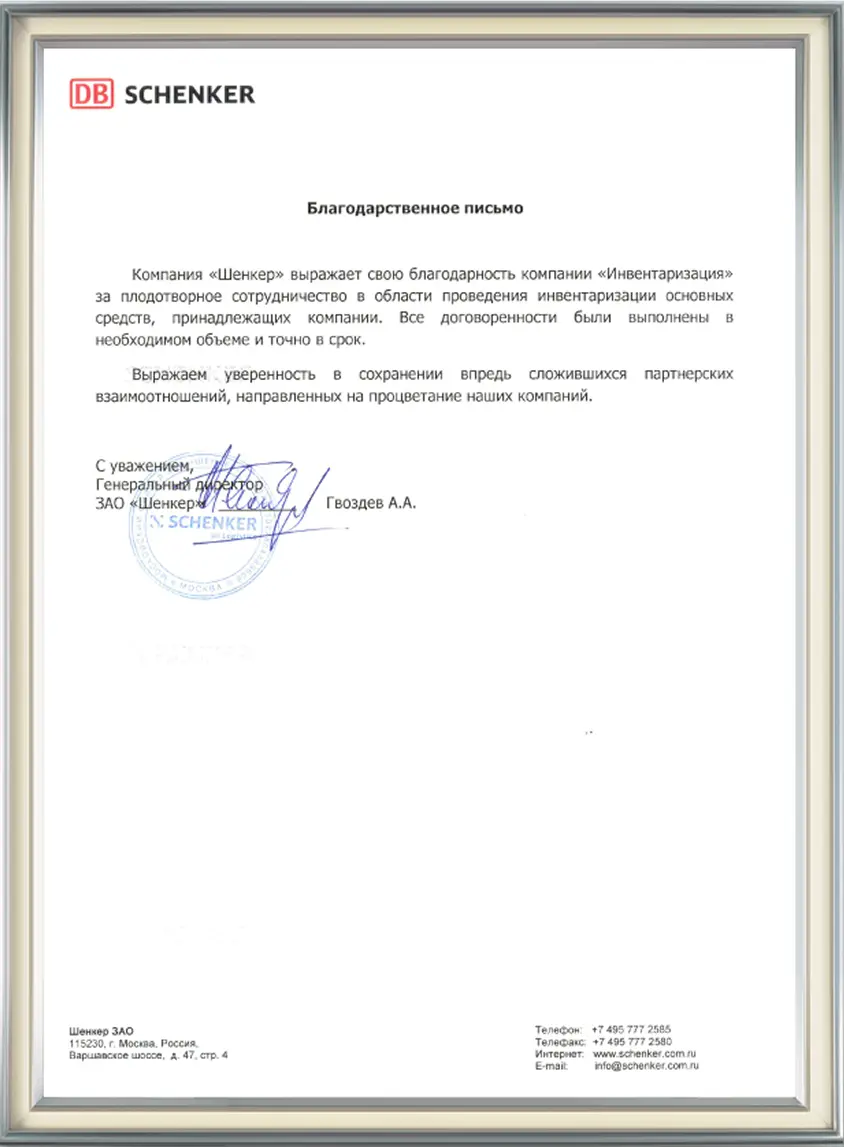 DB SCHENKER
Благодарственное письмо
Компания «Шенкер» выражает свою благодарность компании «Инвентаризация»
за плодотворное сотрудничество в области проведения инвентаризации основных
средств, принадлежащих компании. Все договоренности были выполнены в
необходимом объеме и точно в срок.
Выражаем уверенность в сохранении впредь сложившихся партнерских
взаимоотношений, направленных на процветание наших компаний.
С уважением,
Генеральный директор
ЗАО «Шенкер» Гвоздев А.А.
SCHENKER
МОСКВА
Шенкер ЗАО
115230, г. Москва, Россия,
Варшавское шоссе, д. 47, стр. 4
Телефон: +7 495 777 2585
Телефакс: +7 495 777 2580
Интернет: www.schenker.com.ru
E-mail: info@schenker.com.ru